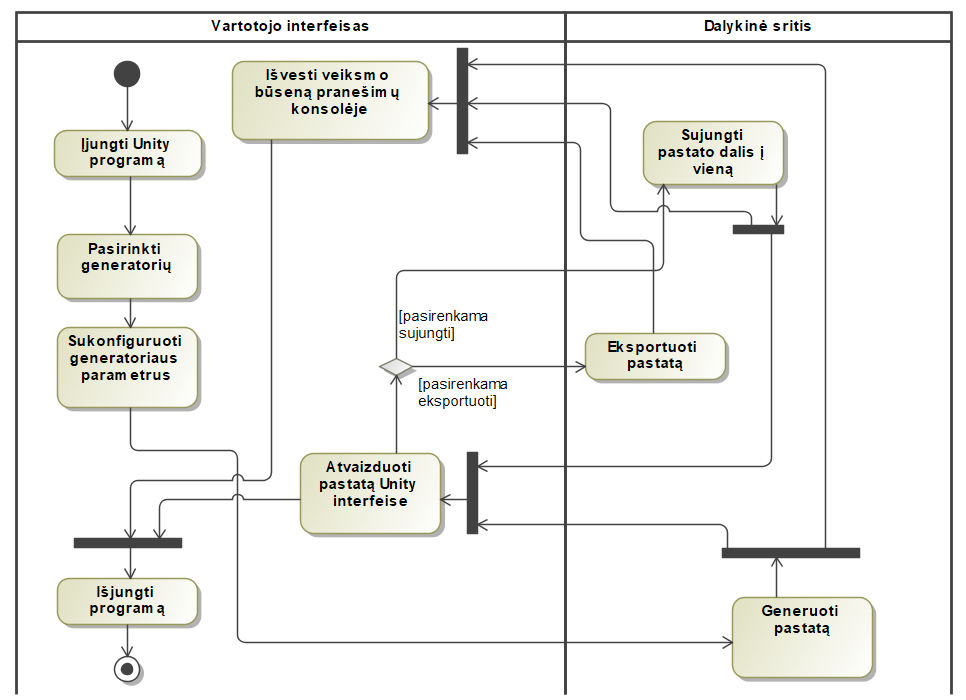 Vartotojo interfeisas
Dalykinė sritis
Išvesti veiksmo
būseną pranešimų
konsolėje
Įjungti Unity
programą
Sujungti
pastato dalis į
vieną
Pasirinkti
generatorių
Sukonfiguruoti
generatoriaus
parametrus
[pasirenkama
sujungti]
Eksportuoti
pastatą
[pasirenkama
eksportuoti]
Atvaizduoti
pastatą Unity
interfeise
Išjungti
programą
Generuoti
pastatą